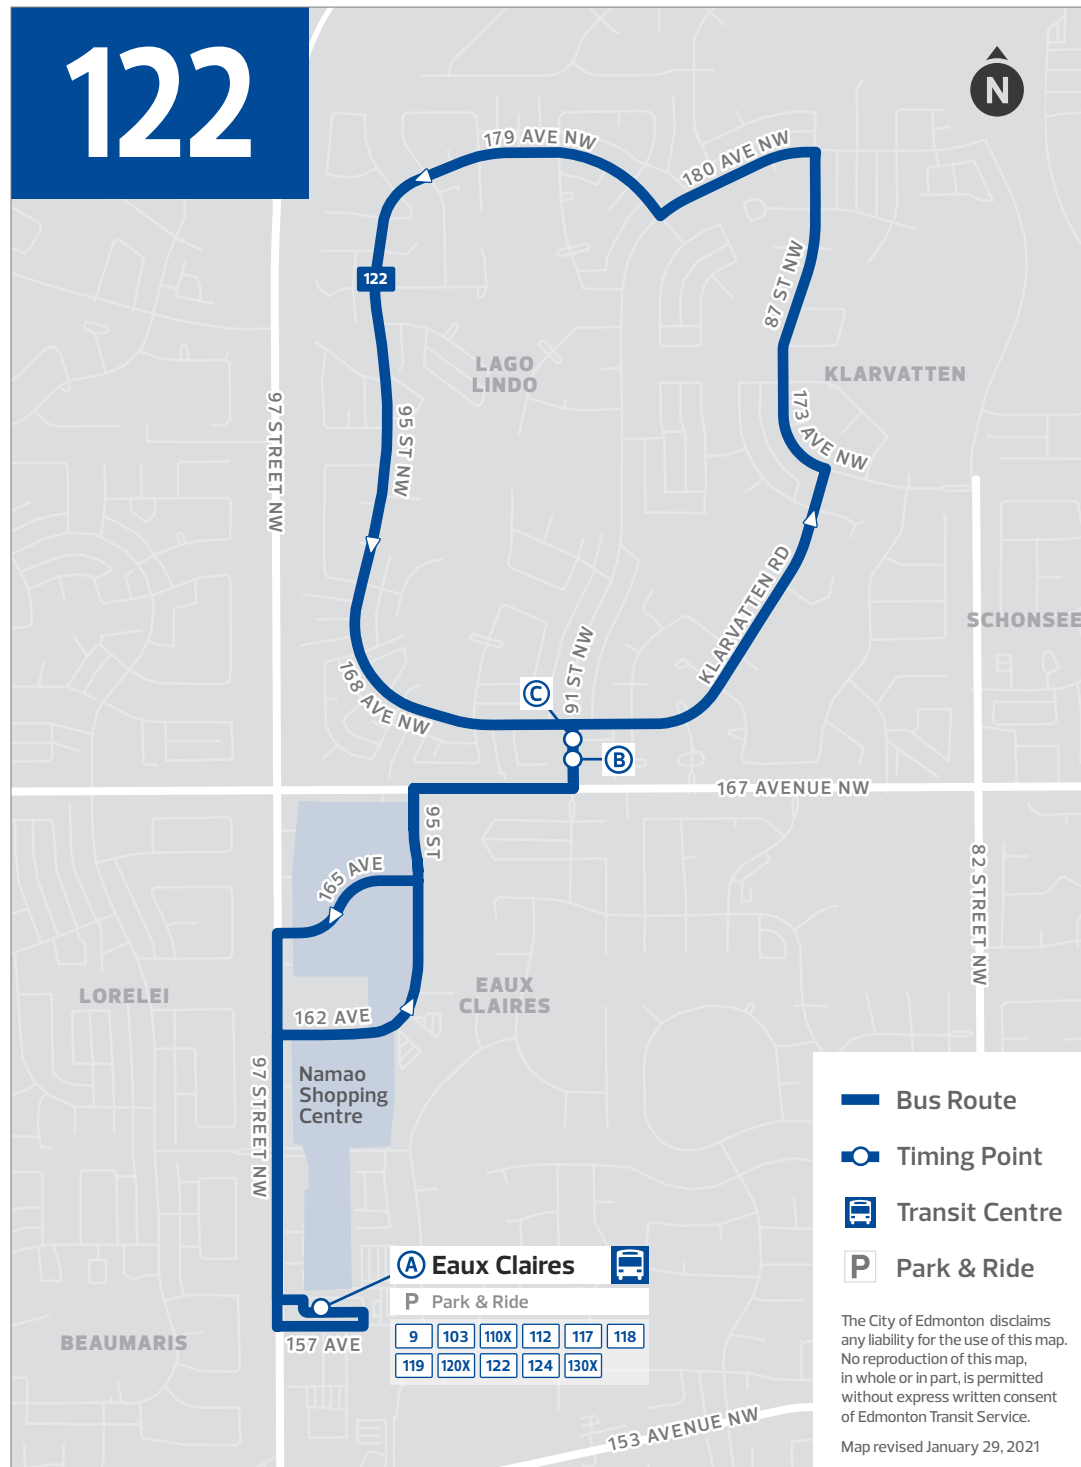 122
N
179 AVE NW
180 AVE NW
87 ST NW
122
LAGO
LINDO
KLARVATTEN
97 STREET NW
95 ST NW
173 AVE NW
KLARVATTEN RD
SCHONSEE
91 ST NW
168 AVE NW
C
B
167 AVENUE NW
95 ST
165 AVE
82 STREET NW
LORELEI
EAUX
CLAIRES
162 AVE
97 STREET NW
Namao
Shopping
Centre
A Eaux Claires
P Park & Ride
9 103 110X 112 117 118
119 120X 122 124 130X
BEAUMARIS
157 AVE
153 AVENUE NW
Bus Route
Timing Point
Transit Centre
P Park & Ride
The City of Edmonton disclaims
any liability for the use of this map.
No reproduction of this map,
in whole or in part, is permitted
without express written consent
of Edmonton Transit Service.
Map revised January 29, 2021